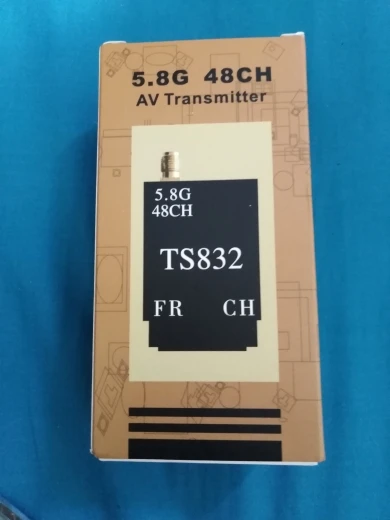 5.8G 48CH
AV Transmitter
5.8G
48CH
TS832
FR CH